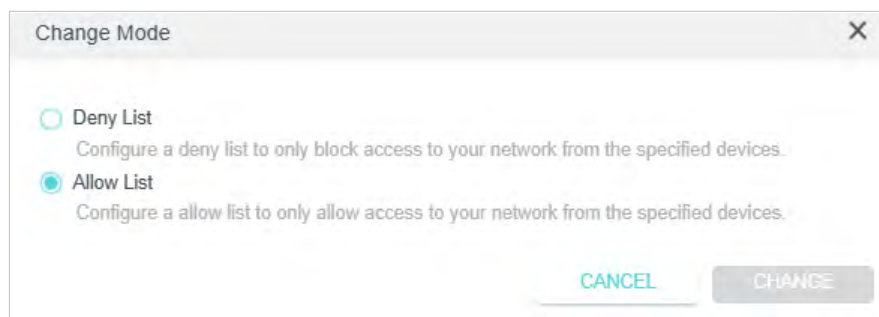 Change Mode
Deny List
Configure a deny list to only block access to your network from the specified devices.
Allow List
Configure a allow list to only allow access to your network from the specified devices.
CANCEL CHANGE